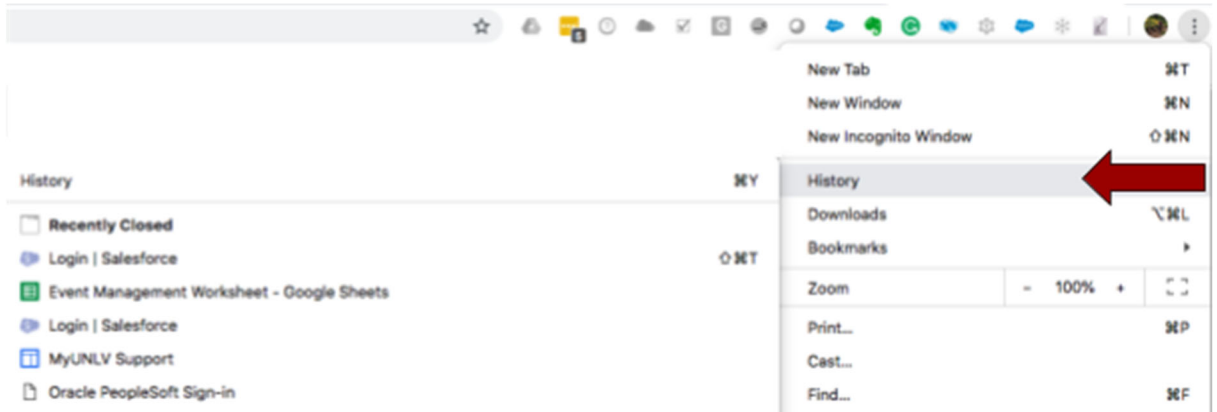 New Tab ⌘T
New Window ⌘N
New Incognito Window ⇧⌘N
History ⌘Y
Recently Closed
Login | Salesforce ⇧⌘T
Event Management Worksheet - Google Sheets
Login | Salesforce
MyUNLV Support
Oracle PeopleSoft Sign-in
History
Downloads ⌥⌘L
Bookmarks
Zoom - 100% +
Print... ⌘P
Cast...
Find... ⌘F